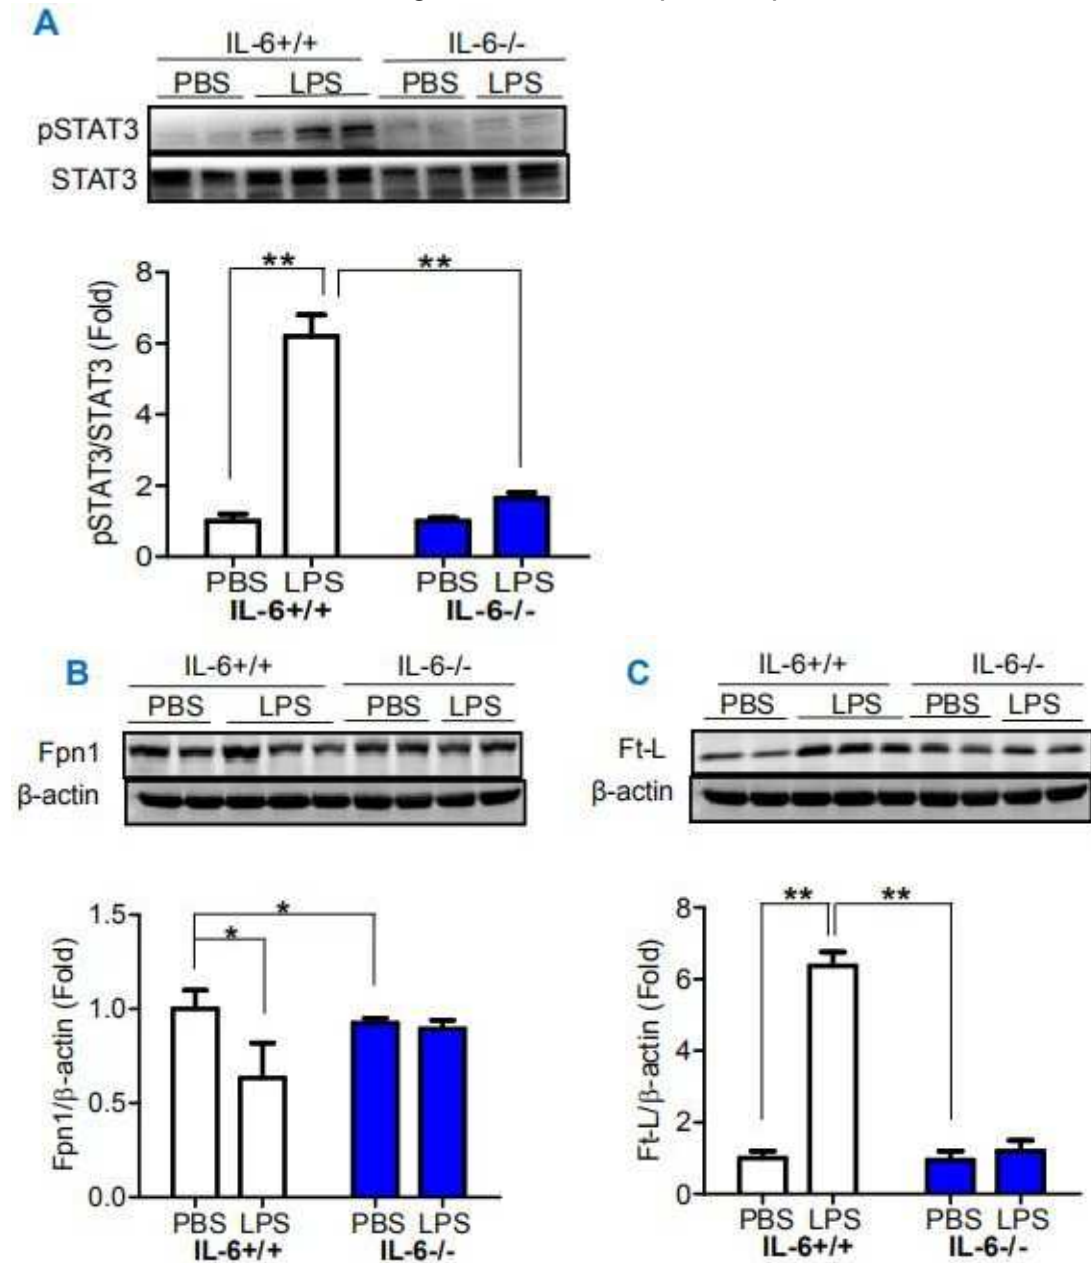 A
IL-6+/+ IL-6-/-
PBS LPS PBS LPS
pSTAT3
STAT3
** **
8
6
4
2
0
pSTAT3/STAT3 (Fold)
PBS LPS PBS LPS
IL-6+/+ IL-6-/-
B
IL-6+/+ IL-6-/-
PBS LPS PBS LPS
Fpn1
β-actin
*
*
1.5
1.0
0.5
0.0
Fpn1/β-actin (Fold)
PBS LPS PBS LPS
IL-6+/+ IL-6-/-
C
IL-6+/+ IL-6-/-
PBS LPS PBS LPS
Ft-L
β-actin
** **
8
6
4
2
0
Ft-L/β-actin (Fold)
PBS LPS PBS LPS
IL-6+/+ IL-6-/-